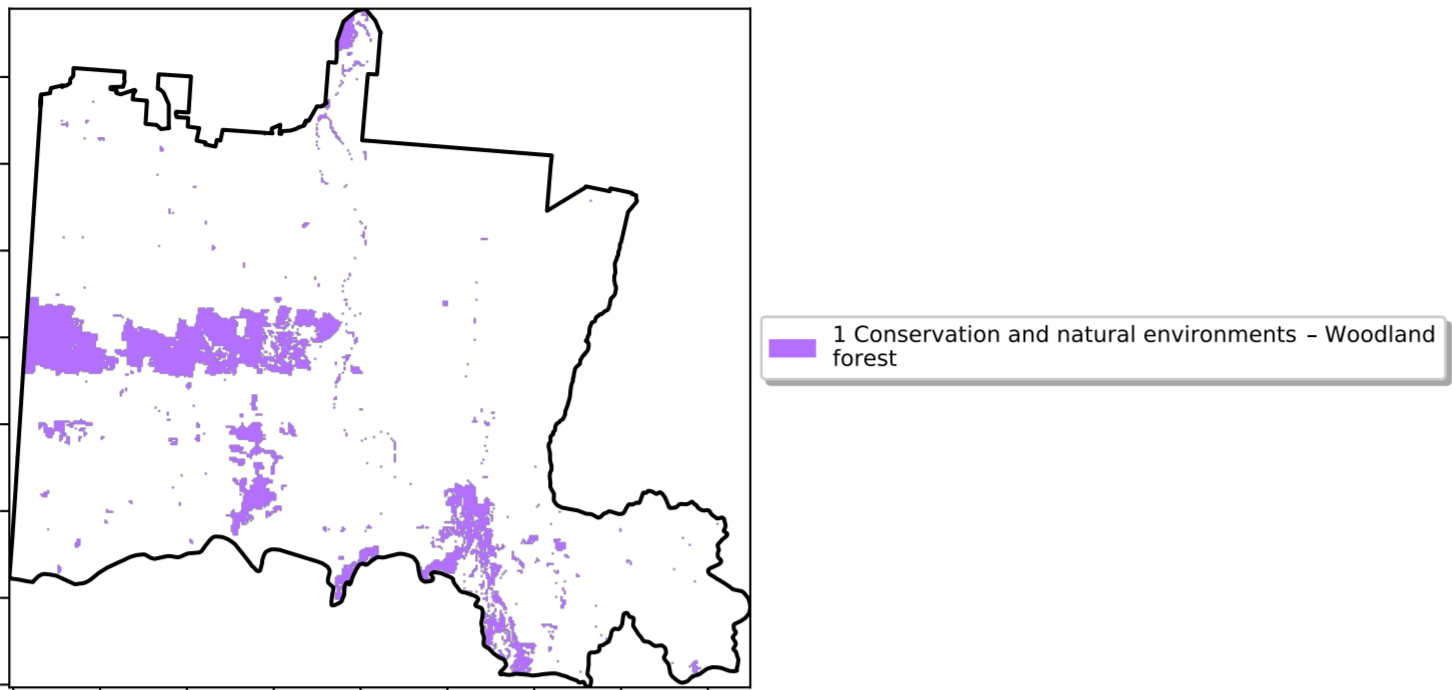 1 Conservation and natural environments – Woodland
forest